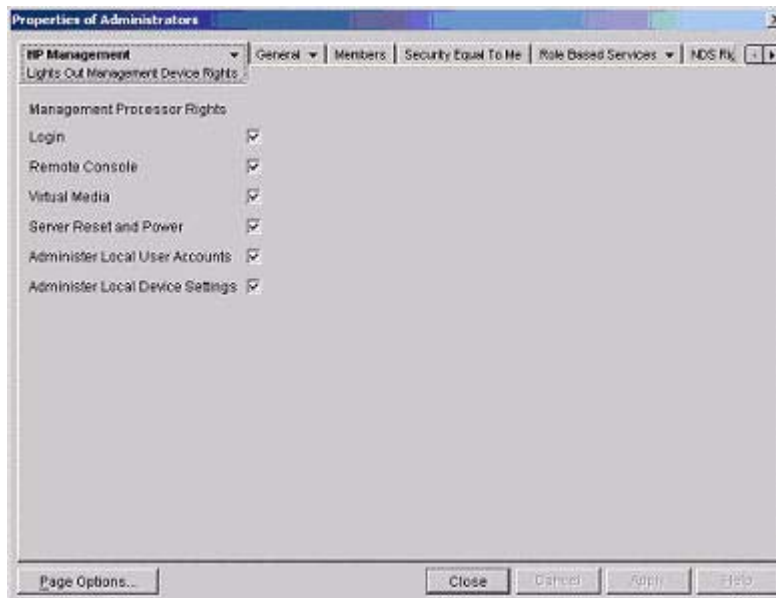 Properties of Administrators
HP Management General Members Security Equal To Me Role Based Services NDS
Lights Out Management Device Rights
Management Processor Rights
Login
Remote Console
Virtual Media
Server Reset and Power
Administer Local User Accounts
Administer Local Device Settings
Page Options... Close Cancel Apply Help